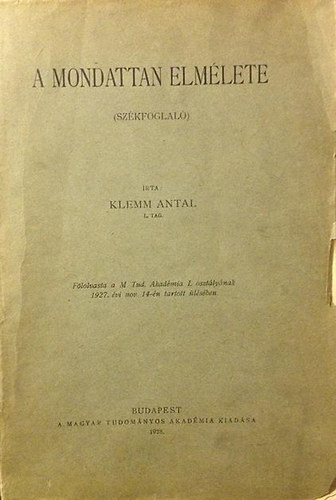 A MONDATTAN ELMÉLETE
(SZÉKFOGLALÓ)
ÍRTA:
KLEMM ANTAL
L. TAG.
Fölolvasta a M. Tud. Akadémia I. osztályának
1927. évi nov. 14-én tartott ülésében.
BUDAPEST
A MAGYAR TUDOMÁNYOS AKADÉMIA KIADÁSA
1928.